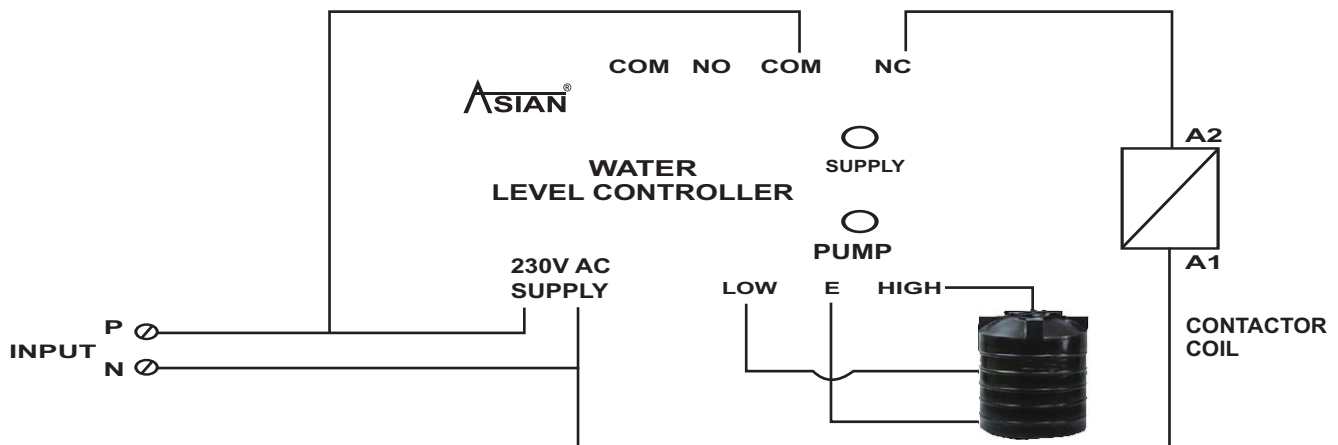 COM NO COM NC
ASIAN®
A2
SUPPLY
WATER
LEVEL CONTROLLER
PUMP
A1
230V AC
SUPPLY
LOW E HIGH
P
INPUT
N
CONTACTOR
COIL